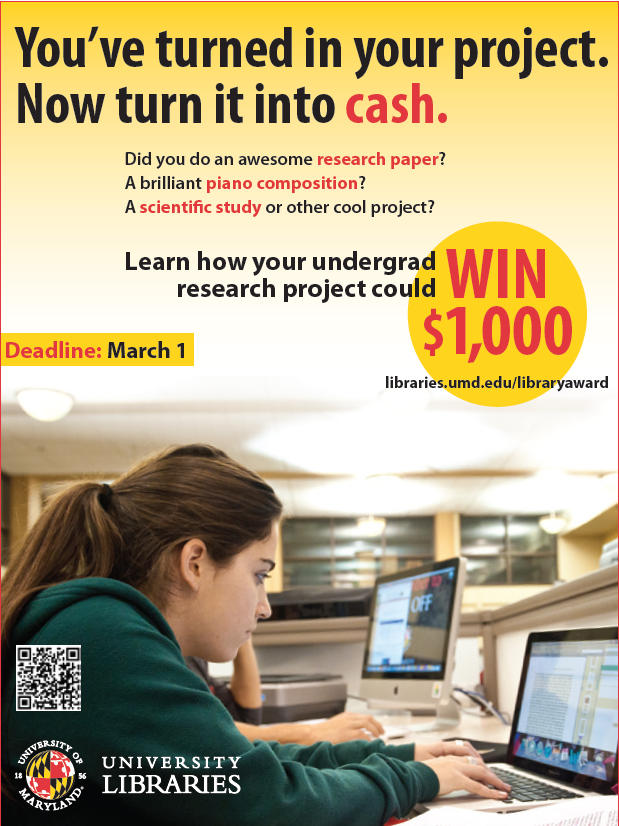 You've turned in your project.
Now turn it into cash.
Did you do an awesome research paper?
A brilliant piano composition?
A scientific study or other cool project?
Learn how your undergrad
research project could
WIN
$1,000
Deadline: March 1
libraries.umd.edu/libraryaward
OFF
UNIVERSITY OF
18 56
MARYLAND
UNIVERSITY
LIBRARIES